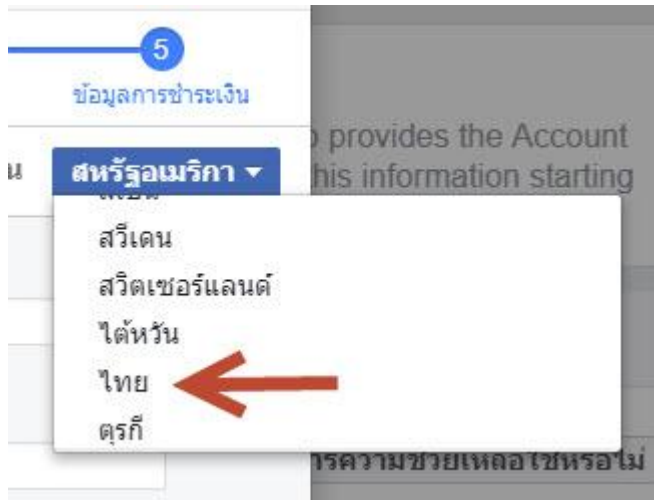 5
ข้อมูลการชำระเงิน
provides the Account
น สหรัฐอเมริกา
his information starting
สวีเดน
สวิตเซอร์แลนด์
ไต้หวัน
ไทย
ตุรกี
ารความช่วยเหลือใช่หรือไม่